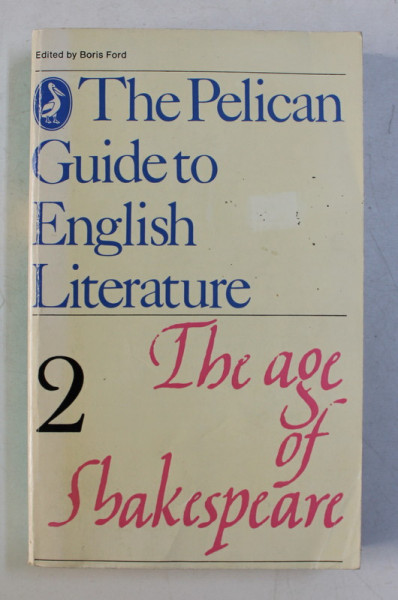 Edited by Boris Ford
The Pelican
Guide to
English
Literature
2
The age
of
Shakespeare